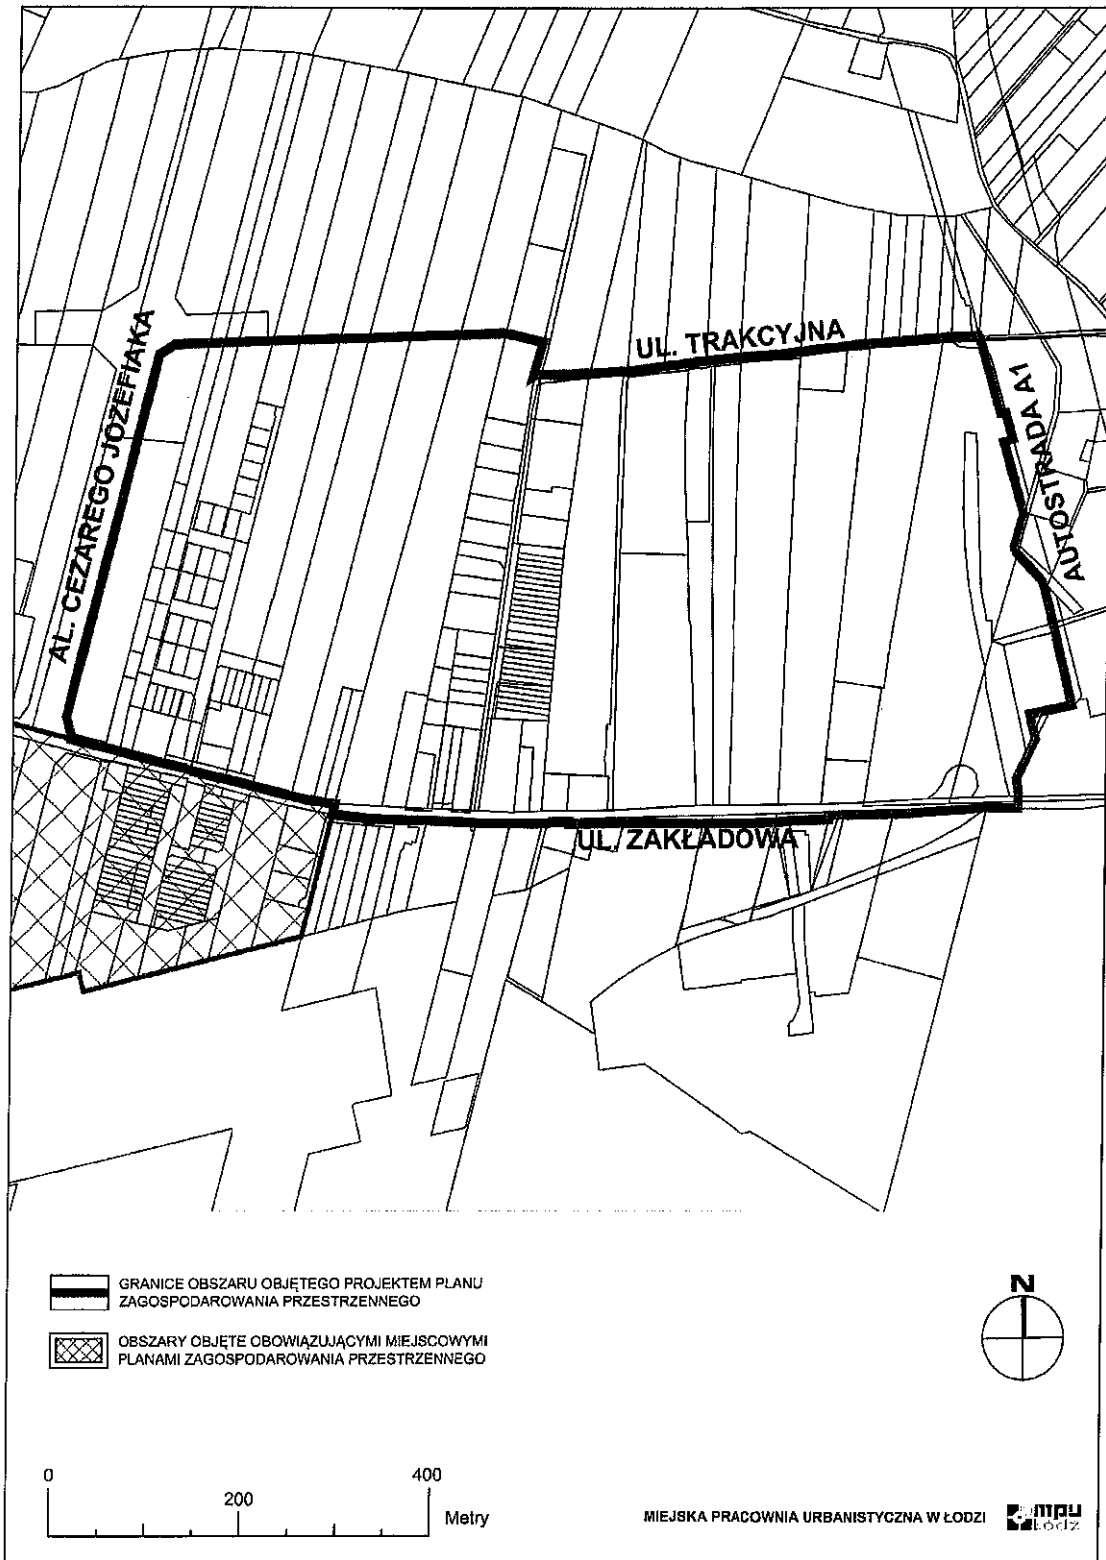 UL. TRAKCYJNA
AL. CEZAREGO JÓZEFIAKA
AUTOSTRADA A1
UL. ZAKŁADOWA
GRANICE OBSZARU OBJĘTEGO PROJEKTEM PLANU
ZAGOSPODAROWANIA PRZESTRZENNEGO
OBSZARY OBJĘTE OBOWIĄZUJĄCYMI MIEJSCOWYMI
PLANAMI ZAGOSPODAROWANIA PRZESTRZENNEGO
N
0
200
400
Metry
MIEJSKA PRACOWNIA URBANISTYCZNA W ŁODZI
mpu
Łódź